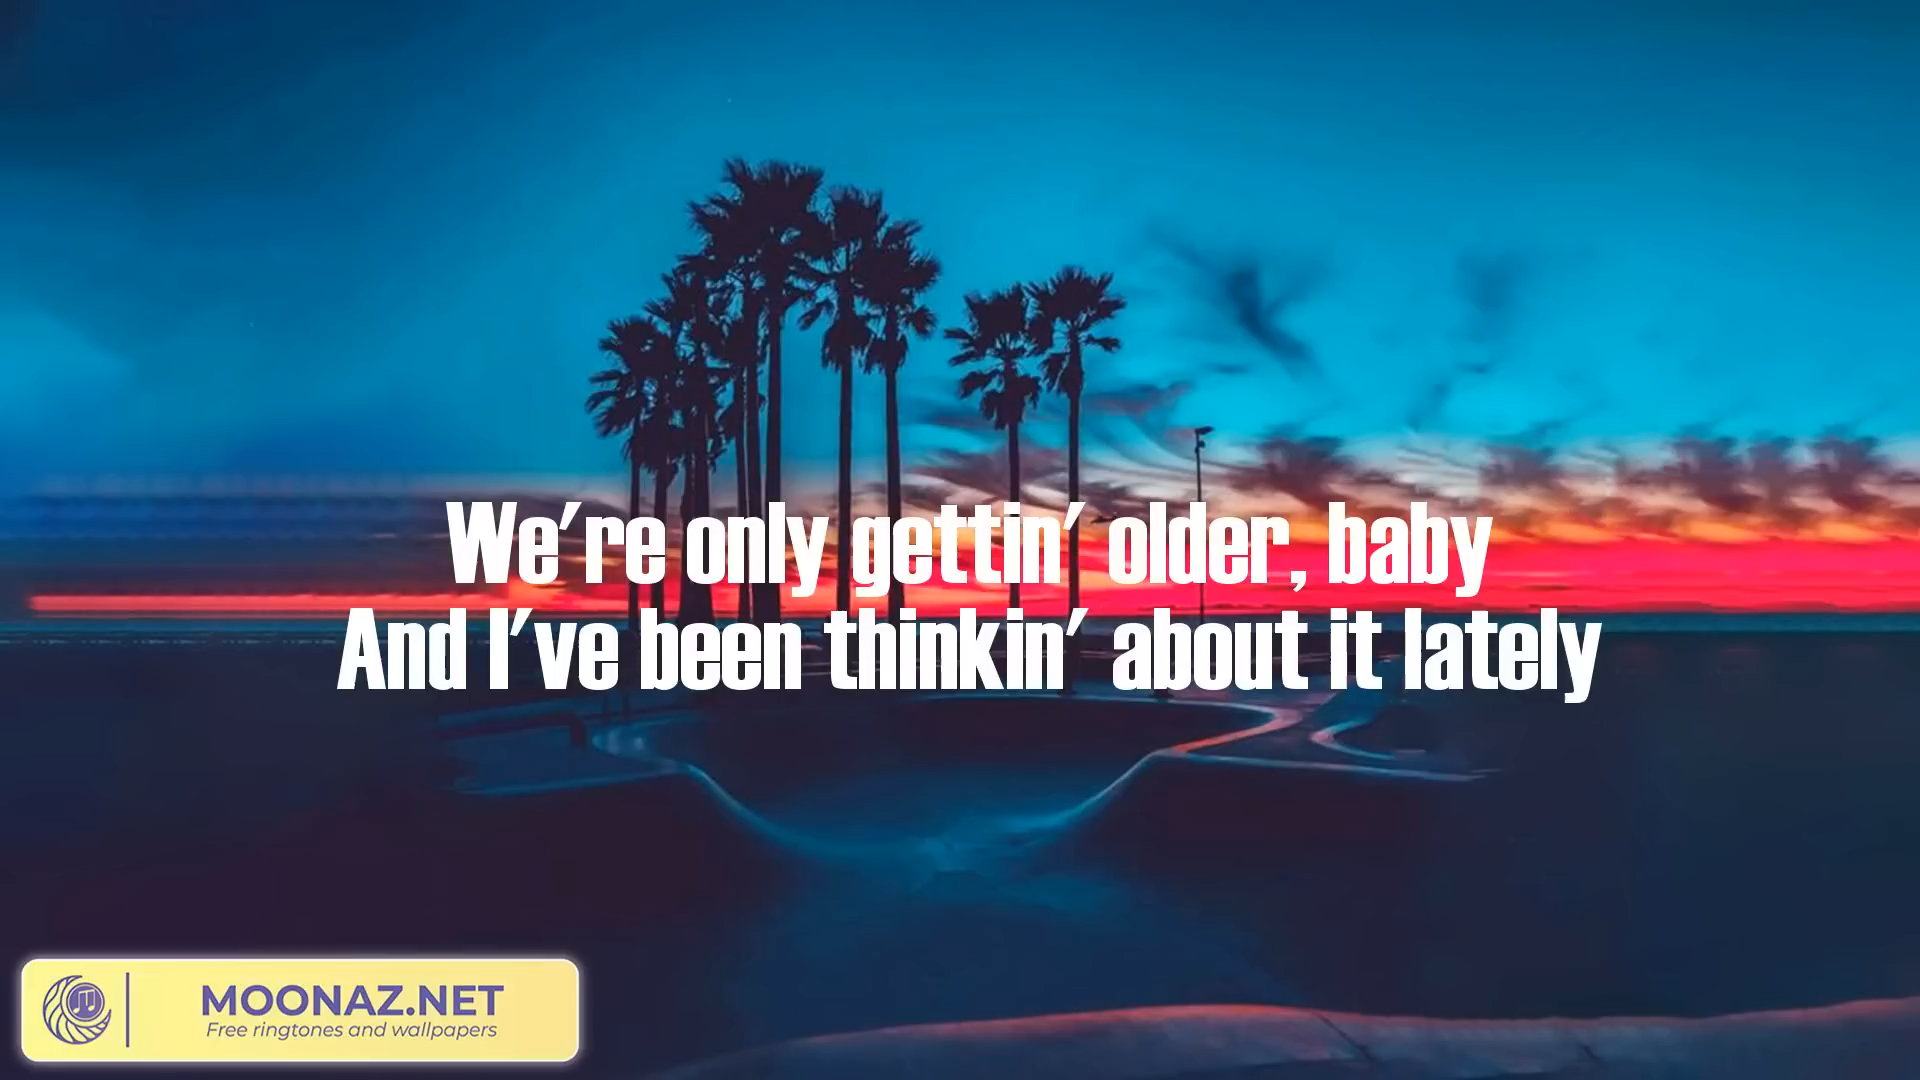 We're only gettin' older, baby
And I've been thinkin' about it lately
MOONAZ.NET
Free ringtones and wallpapers